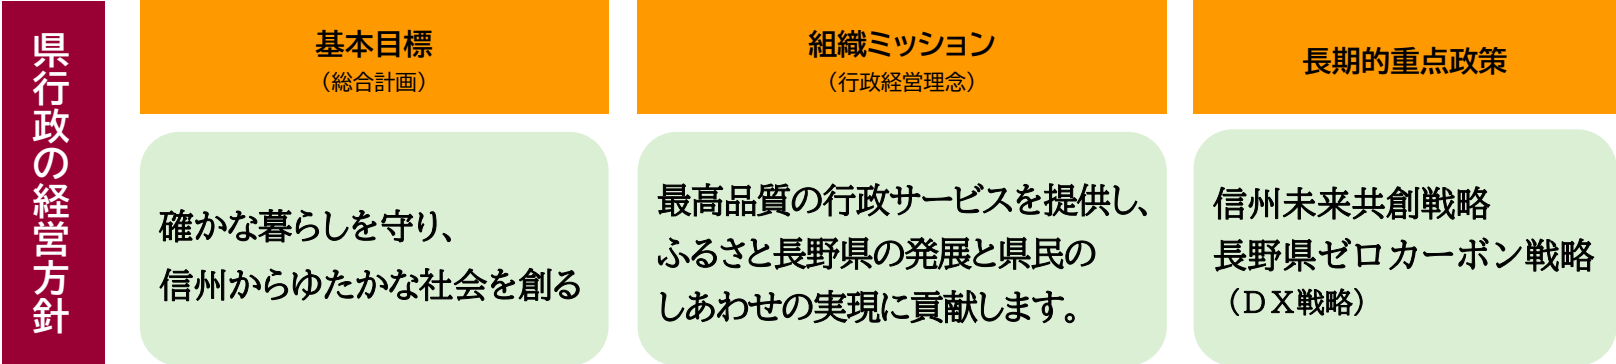 県行政の経営方針
基本目標
（総合計画）
確かな暮らしを守り、
信州からゆたかな社会を創る
組織ミッション
（行政経営理念）
最高品質の行政サービスを提供し、
ふるさと長野県の発展と県民の
しあわせの実現に貢献します。
長期的重点政策
信州未来共創戦略
長野県ゼロカーボン戦略
（ＤＸ戦略）